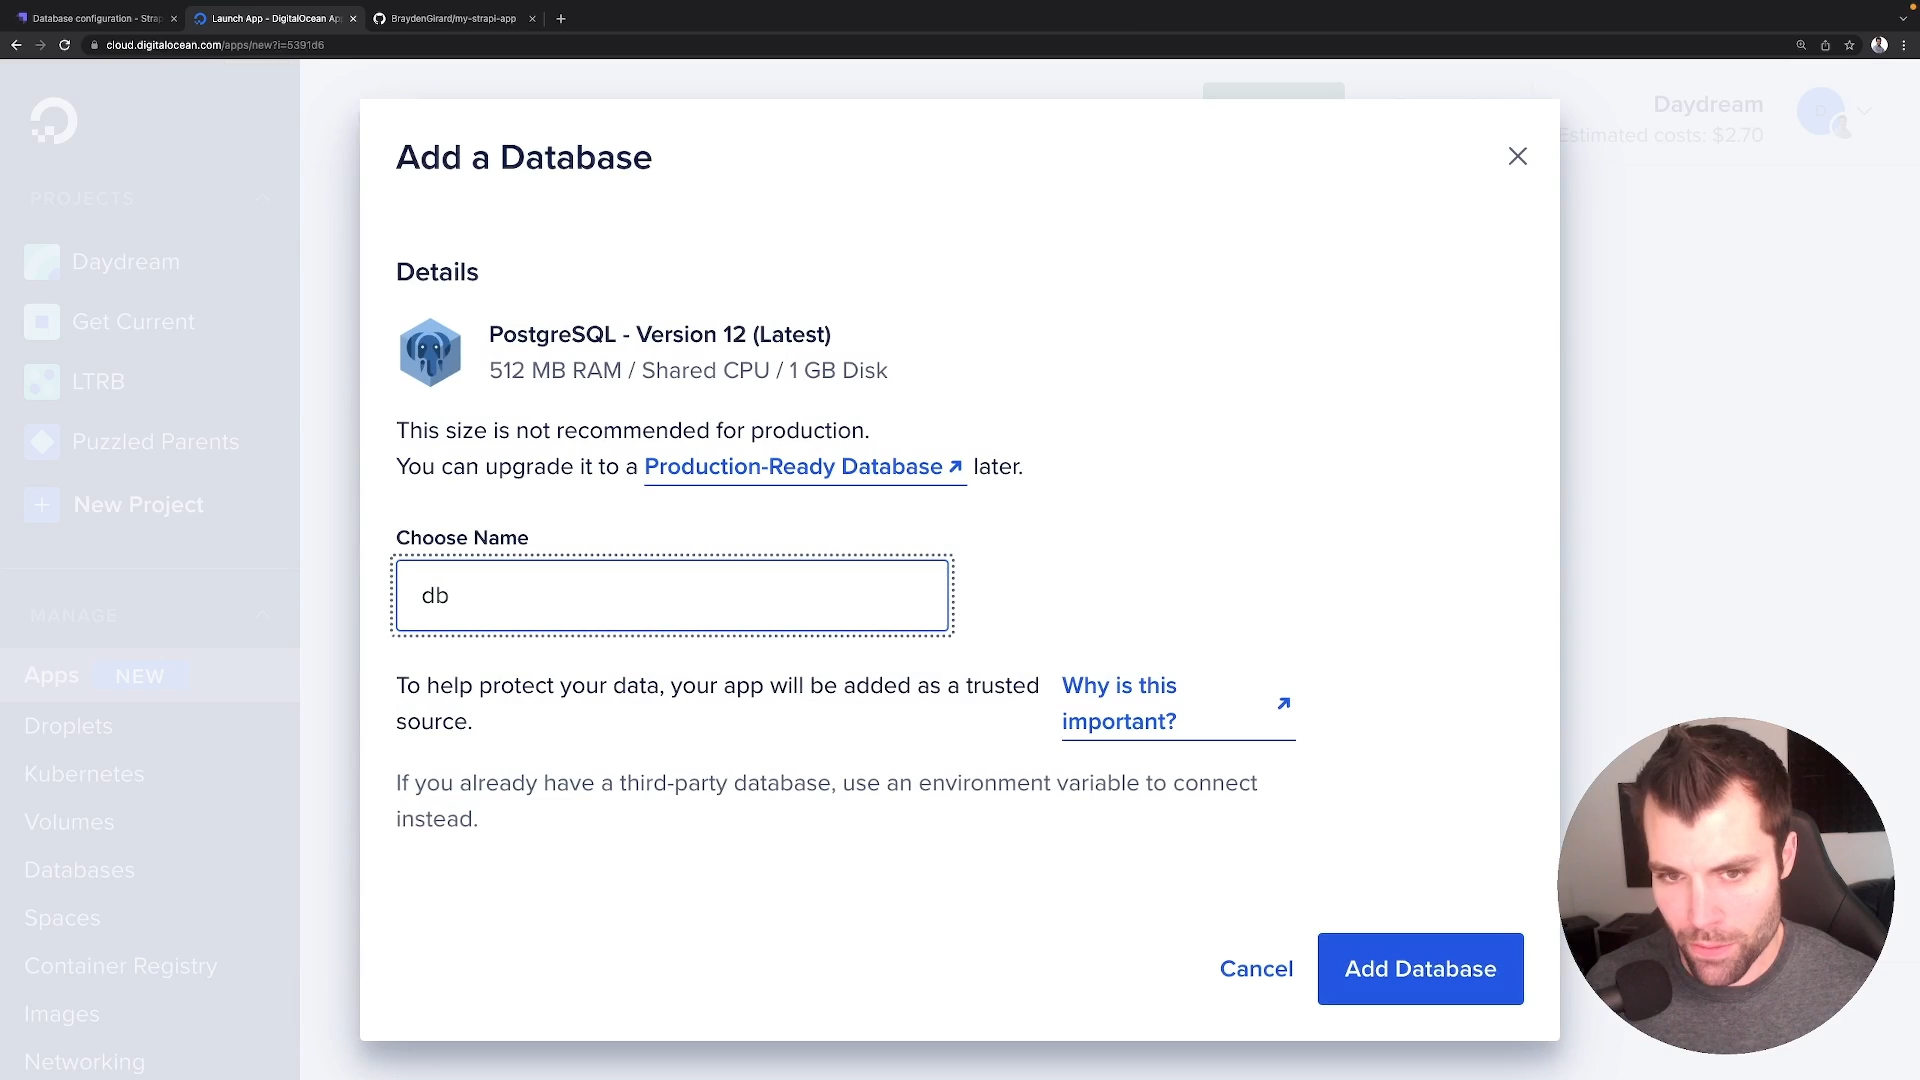 Database configuration - Strap
Launch App - DigitalOcean Ap
BraydenGirard/my-strapi-app
cloud.digitalocean.com/apps/new?i=5391d6
Daydream
Estimated costs: $2.70
PROJECTS
Daydream
Get Current
LTRB
Puzzled Parents
New Project
MANAGE
Apps NEW
Droplets
Kubernetes
Volumes
Databases
Spaces
Container Registry
Images
Networking
Add a Database
Details
PostgreSQL - Version 12 (Latest)
512 MB RAM / Shared CPU / 1 GB Disk
This size is not recommended for production.
You can upgrade it to a Production-Ready Database later.
Choose Name
db
To help protect your data, your app will be added as a trusted
source.
Why is this
important?
If you already have a third-party database, use an environment variable to connect
instead.
Cancel
Add Database